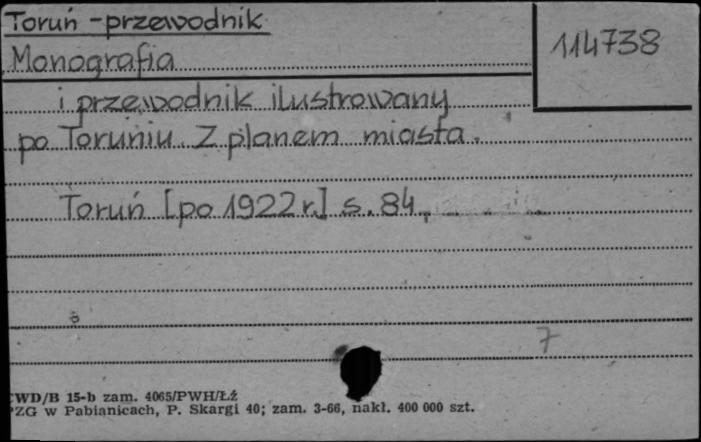 Toruń - przewodnik
114738
Monografia
i przewodnik ilustrowany
po Toruniu. Z planem miasta.
Toruń [po 1922 r.] s. 84,
7
WD/B 15-b zam. 4065/PWH/Łź
PZG w Pabianicach, P. Skargi 40; zam. 3-66, nakł. 400 000 szt.